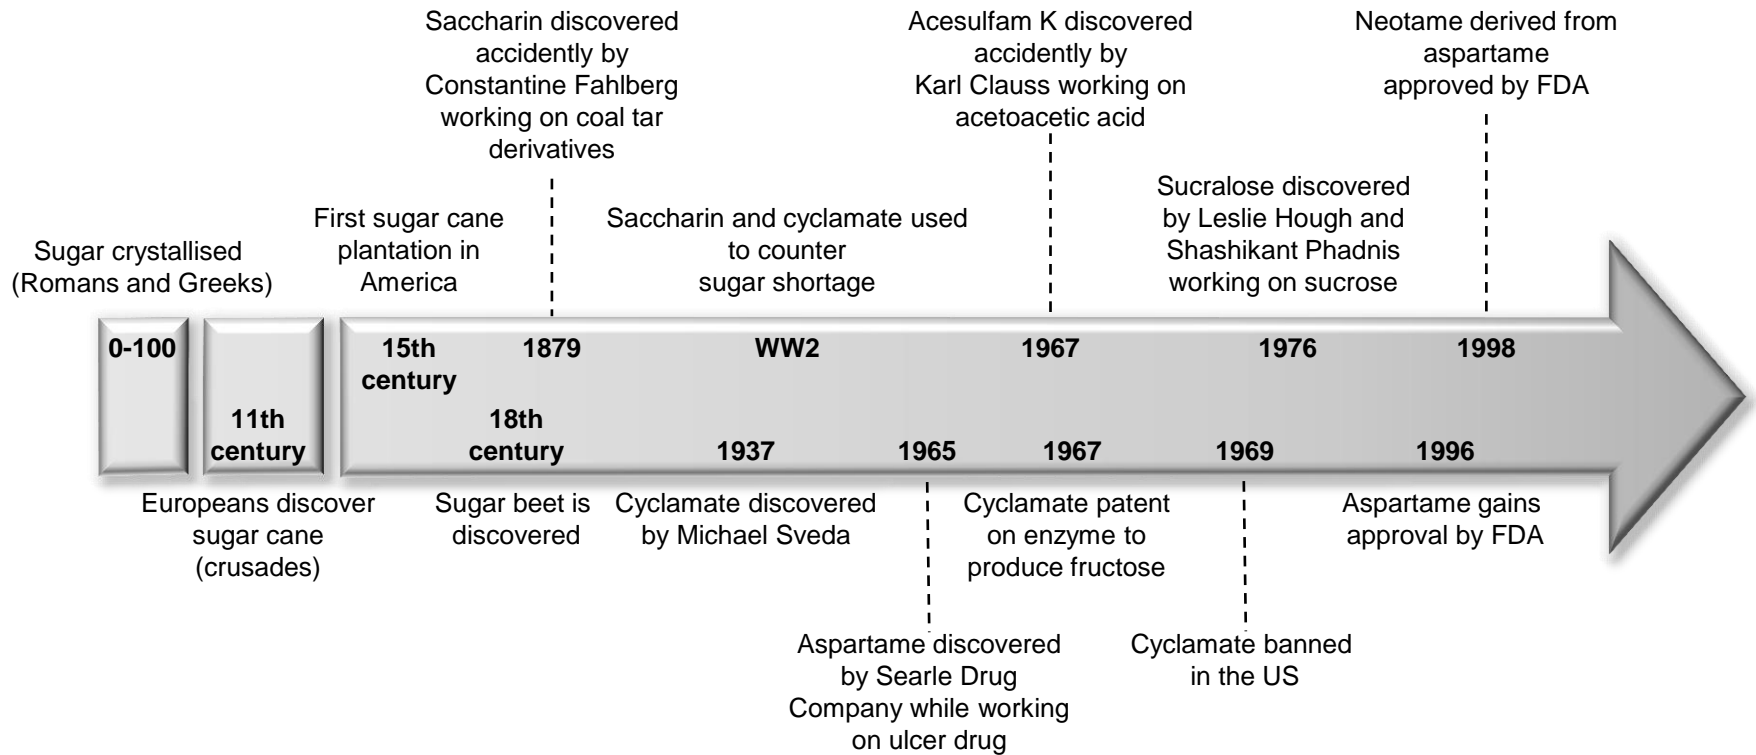 Saccharin discovered
accidently by
Constantine Fahlberg
working on coal tar
derivatives
Acesulfam K discovered
accidently by
Karl Clauss working on
acetoacetic acid
Neotame derived from
aspartame
approved by FDA
Sugar crystallised
(Romans and Greeks)
First sugar cane
plantation in
America
Saccharin and cyclamate used
to counter
sugar shortage
Sucralose discovered
by Leslie Hough and
Shashikant Phadnis
working on sucrose
0-100
15th
century
1879
WW2
1967
1976
1998
11th
century
18th
century
1937
1965
1967
1969
1996
Europeans discover
sugar cane
(crusades)
Sugar beet is
discovered
Cyclamate discovered
by Michael Sveda
Cyclamate patent
on enzyme to
produce fructose
Aspartame gains
approval by FDA
Aspartame discovered
by Searle Drug
Company while working
on ulcer drug
Cyclamate banned
in the US